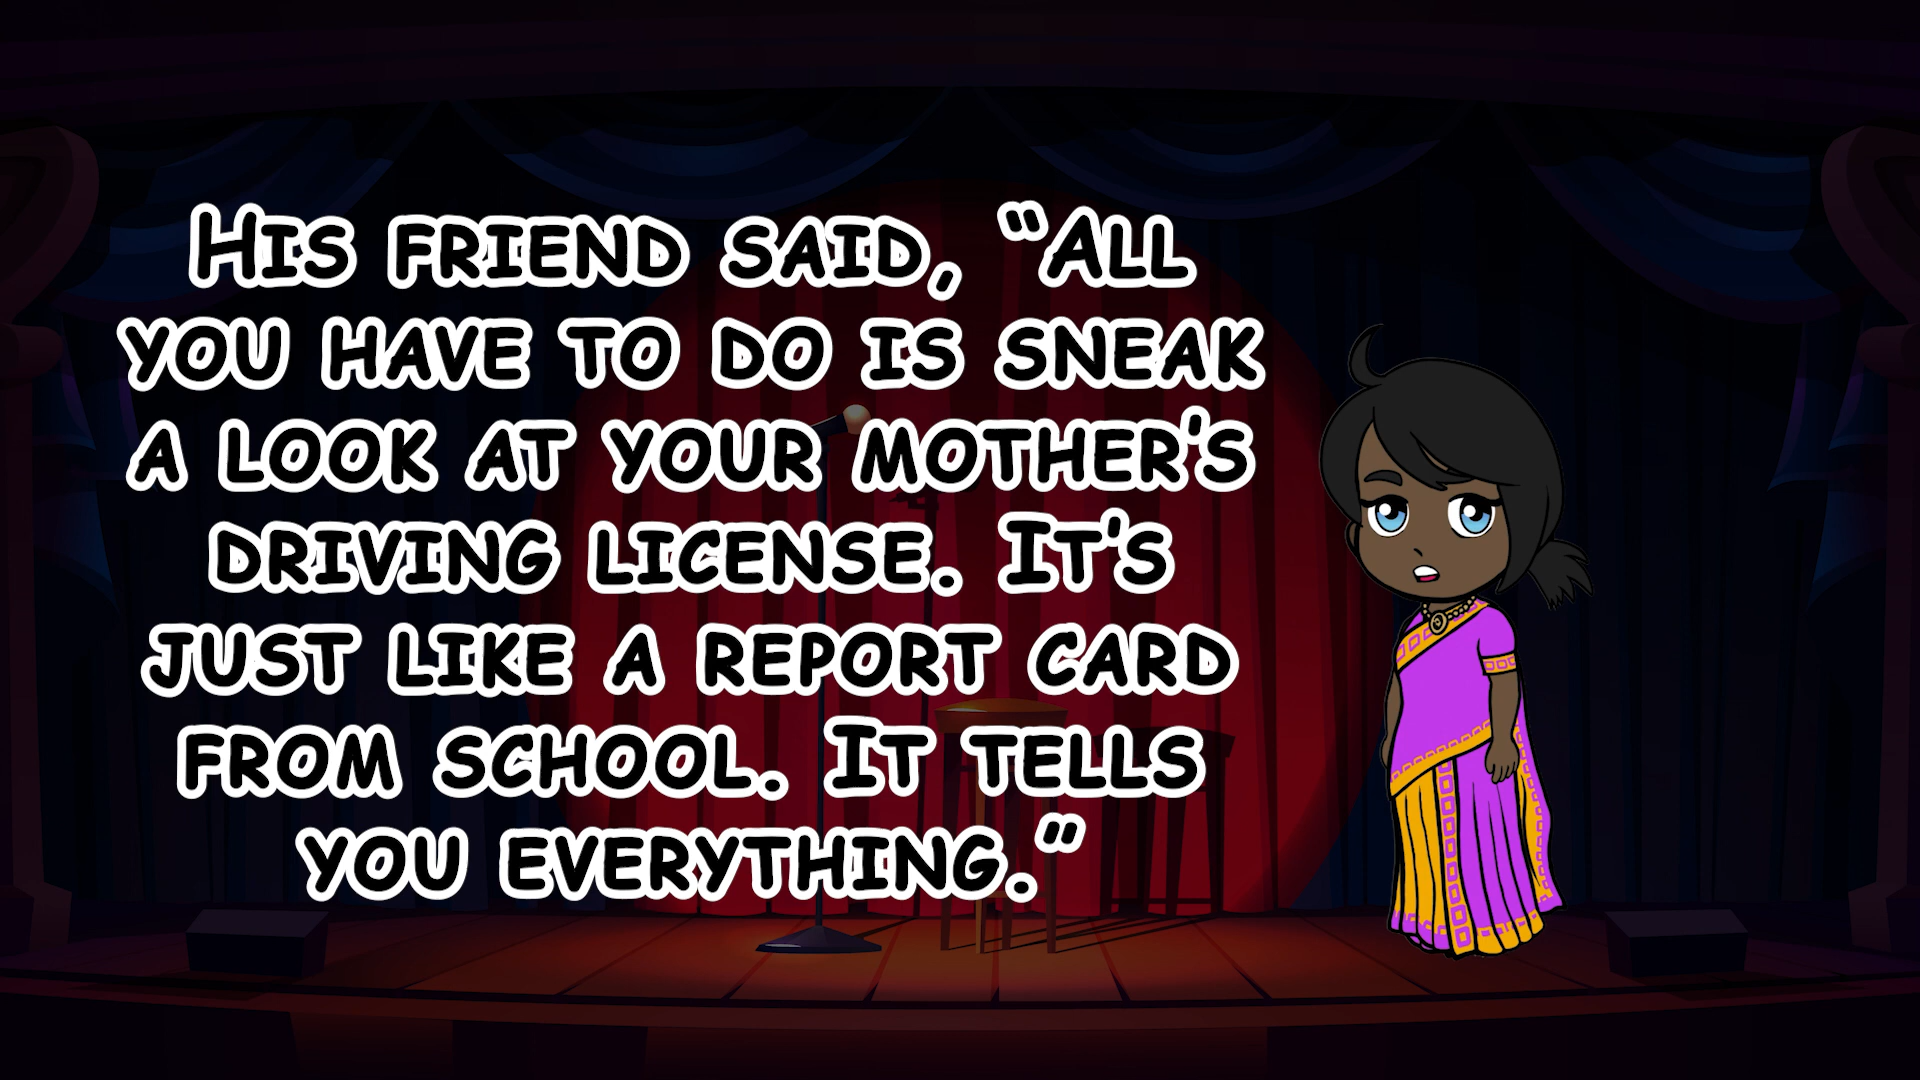 His friend said, “All
you have to do is sneak
a look at your mother's
driving license. It's
just like a report card
from school. It tells
you everything.”